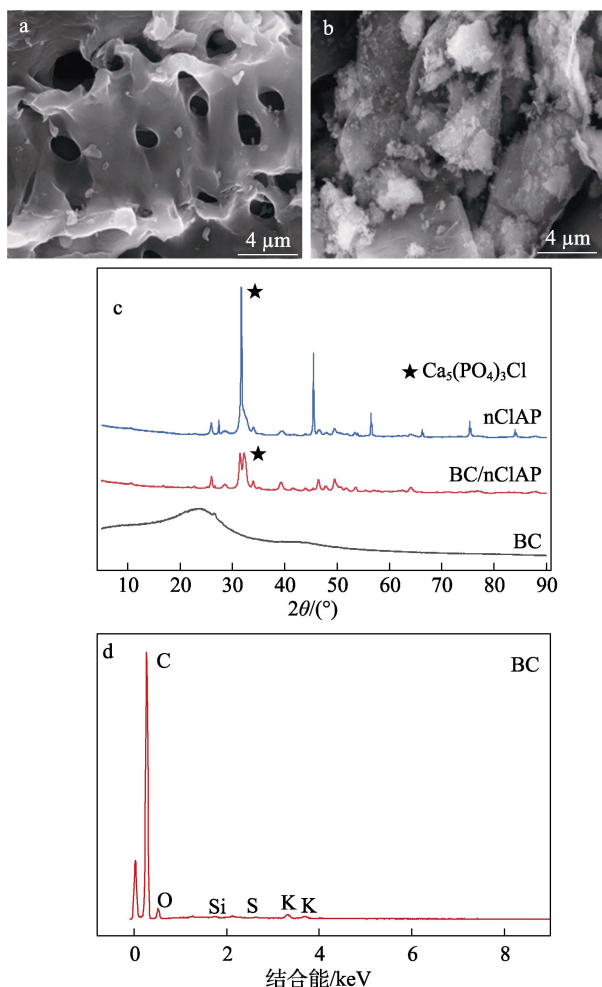 a
b
4 μm
4 μm
c
★
★ Ca₅(PO₄)₃Cl
nClAP
★
BC/nClAP
BC
10 20 30 40 50 60 70 80 90
2θ/(°)
d
C
BC
O
Si
S
K
K
0 2 4 6 8
结合能/keV